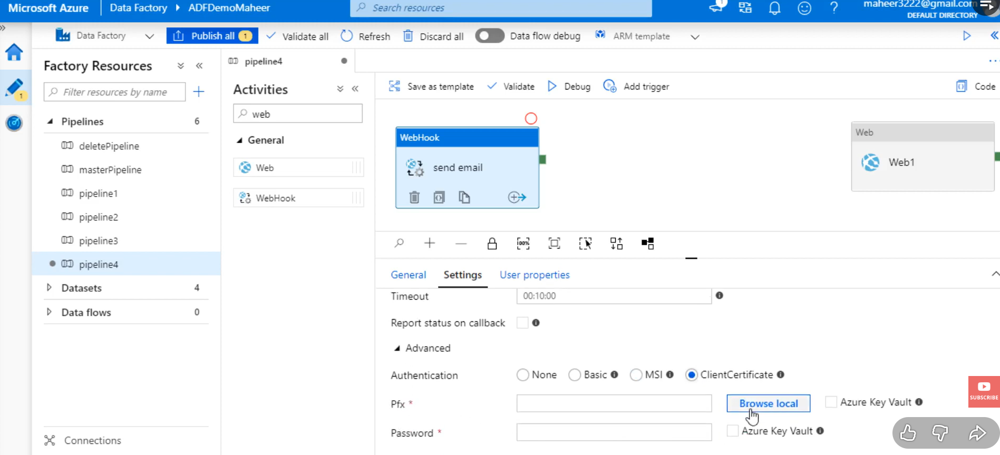 Microsoft Azure
Data Factory
ADFDemoMaheer
Search resources
1
maheer3222@gmail.com
DEFAULT DIRECTORY
Data Factory
Publish all 1
Validate all
Refresh
Discard all
Data flow debug
ARM template
1
Factory Resources
Filter resources by name
Pipelines 6
deletePipeline
masterPipeline
pipeline1
pipeline2
pipeline3
pipeline4
Datasets 4
Data flows 0
Connections
pipeline4
Activities
web
General
Web
WebHook
Save as template
Validate
Debug
Add trigger
Code
WebHook
send email
Web
Web1
100%
General
Settings
User properties
Timeout 00:10:00
Report status on callback
Advanced
Authentication None Basic MSI ClientCertificate
Pfx * Browse local Azure Key Vault
Password * Azure Key Vault
SUBSCRIBE